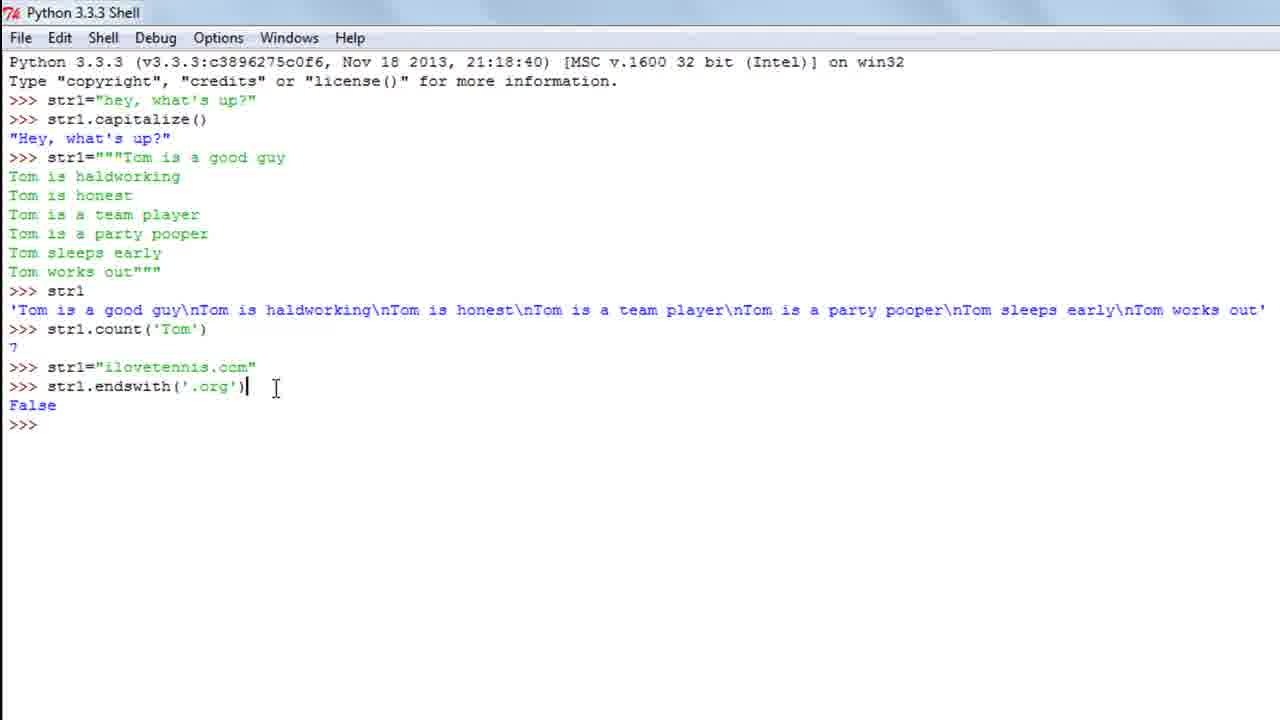 Python 3.3.3 Shell
File Edit Shell Debug Options Windows Help
Python 3.3.3 (v3.3.3:c3896275c0f6, Nov 18 2013, 21:18:40) [MSC v.1600 32 bit (Intel)] on win32
Type "copyright", "credits" or "license()" for more information.
>>> str1="hey, what's up?"
>>> str1.capitalize()
"Hey, what's up?"
>>> str1="""Tom is a good guy
Tom is haldworking
Tom is honest
Tom is a team player
Tom is a party pooper
Tom sleeps early
Tom works out"""
>>> str1
'Tom is a good guy\nTom is haldworking\nTom is honest\nTom is a team player\nTom is a party pooper\nTom sleeps early\nTom works out'
>>> str1.count('Tom')
7
>>> str1="ilovetennis.com"
>>> str1.endswith('.org')
False
>>>